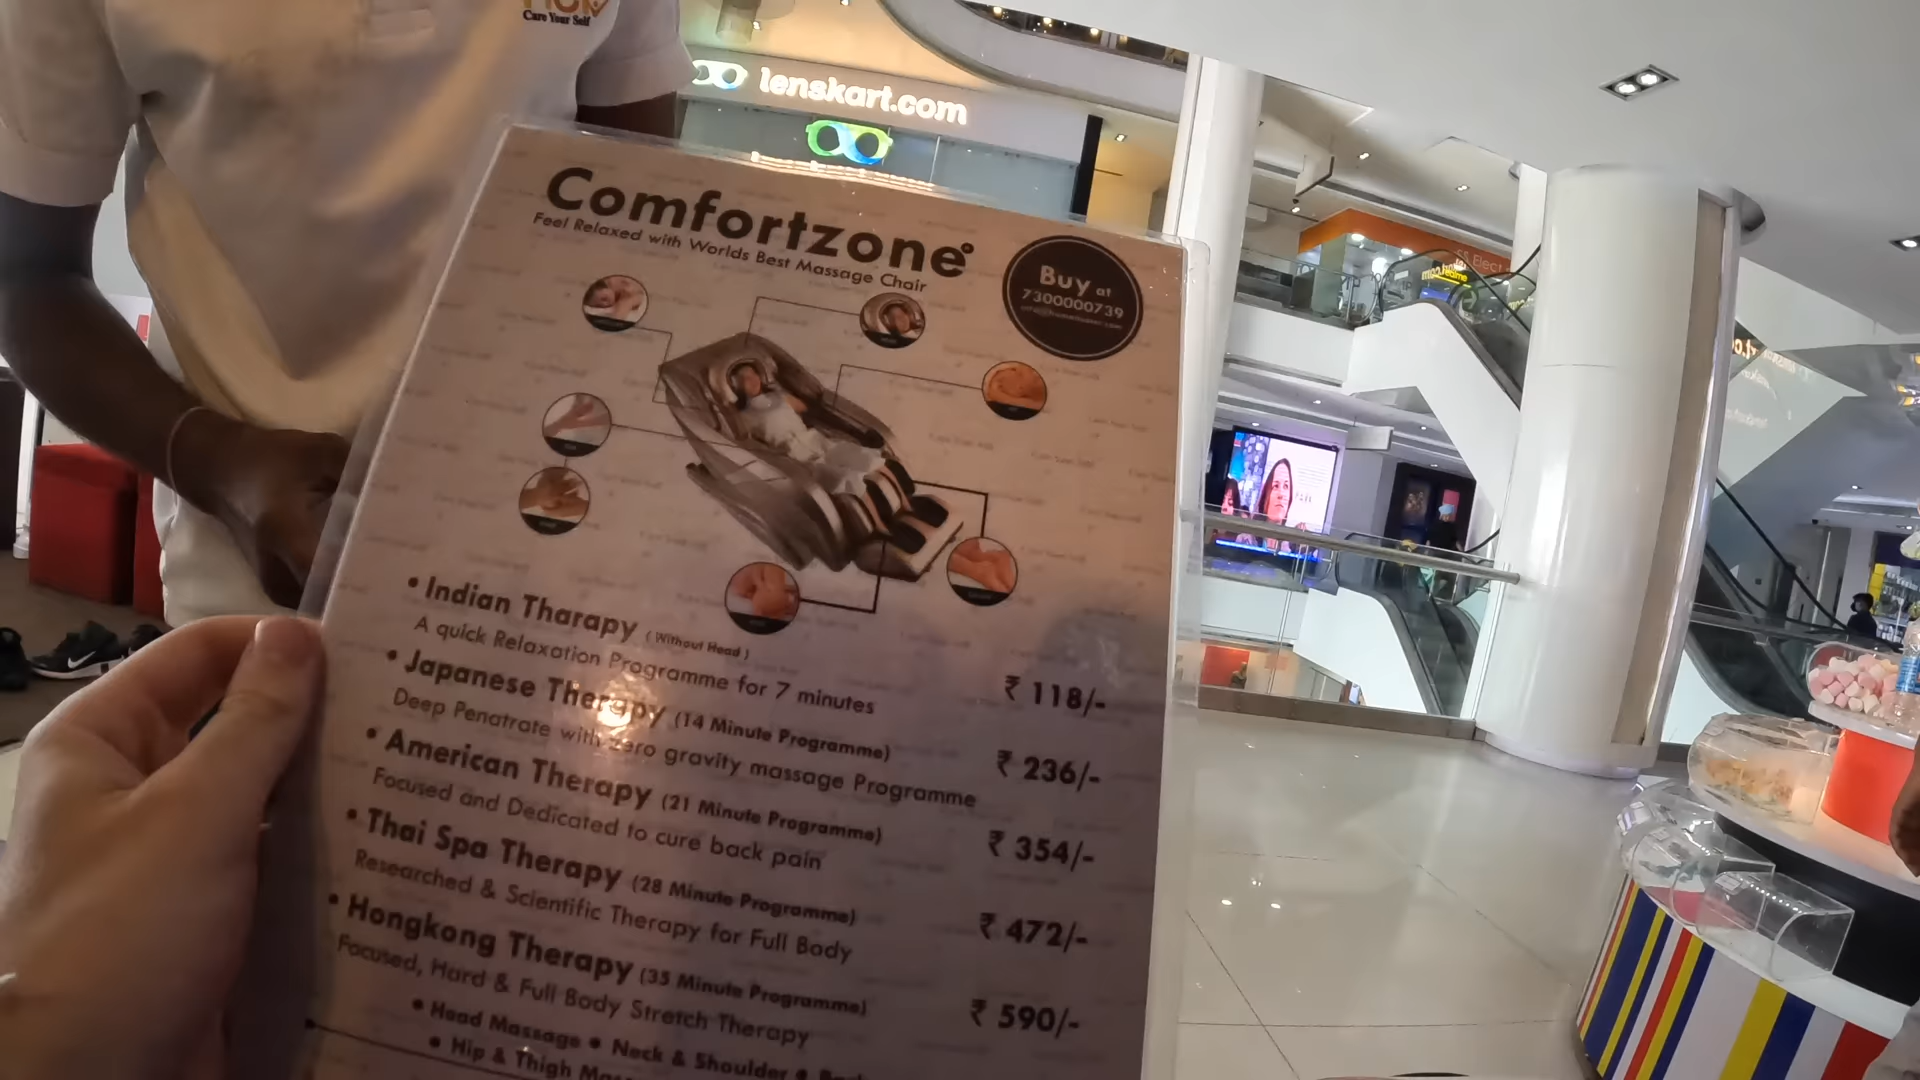 Care Your Self
lenskart.com
Comfortzone
Feel Relaxed with Worlds Best Massage Chair
Buy at
7300000739
• Indian Tharapy ( Without Head )
A quick Relaxation Programme for 7 minutes
₹ 118/-
• Japanese Therapy (14 Minute Programme)
Deep Penatrate with zero gravity massage Programme
₹ 236/-
• American Therapy (21 Minute Programme)
Focused and Dedicated to cure back pain
₹ 354/-
• Thai Spa Therapy (28 Minute Programme)
Researched & Scientific Therapy for Full Body
₹ 472/-
• Hongkong Therapy (35 Minute Programme)
Focused, Hard & Full Body Stretch Therapy
₹ 590/-
• Head Massage • Neck & Shoulder •
• Hip & Thigh